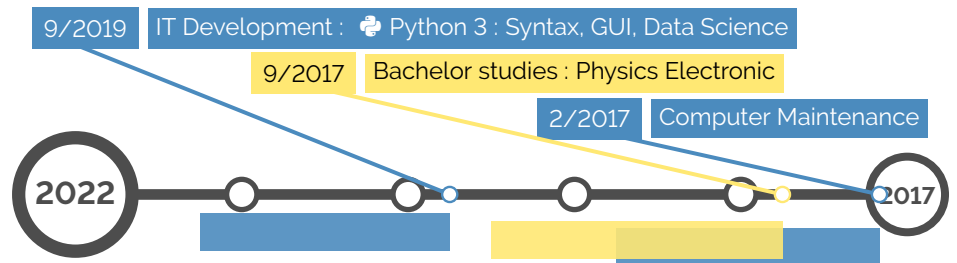 9/2019 IT Development : Python 3 : Syntax, GUI, Data Science
9/2017 Bachelor studies : Physics Electronic
2/2017 Computer Maintenance
2022 2017